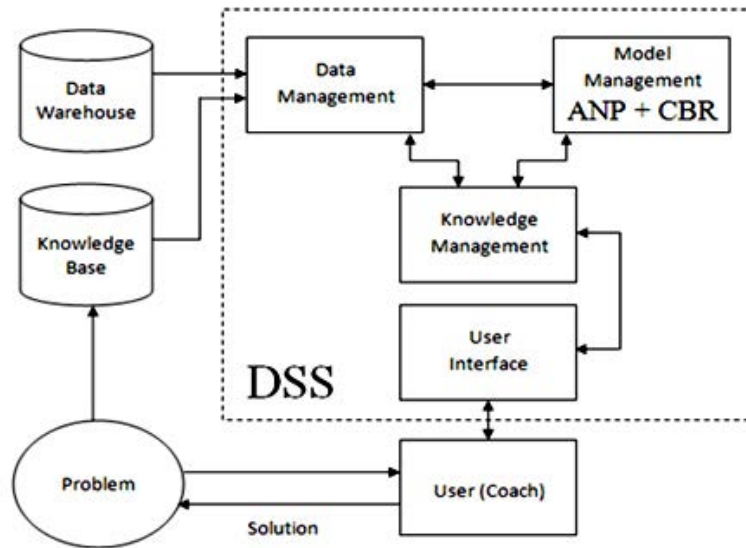 Data
Warehouse
Data
Management
Model
Management
ANP + CBR
Knowledge
Base
Knowledge
Management
User
Interface
DSS
Problem
User (Coach)
Solution